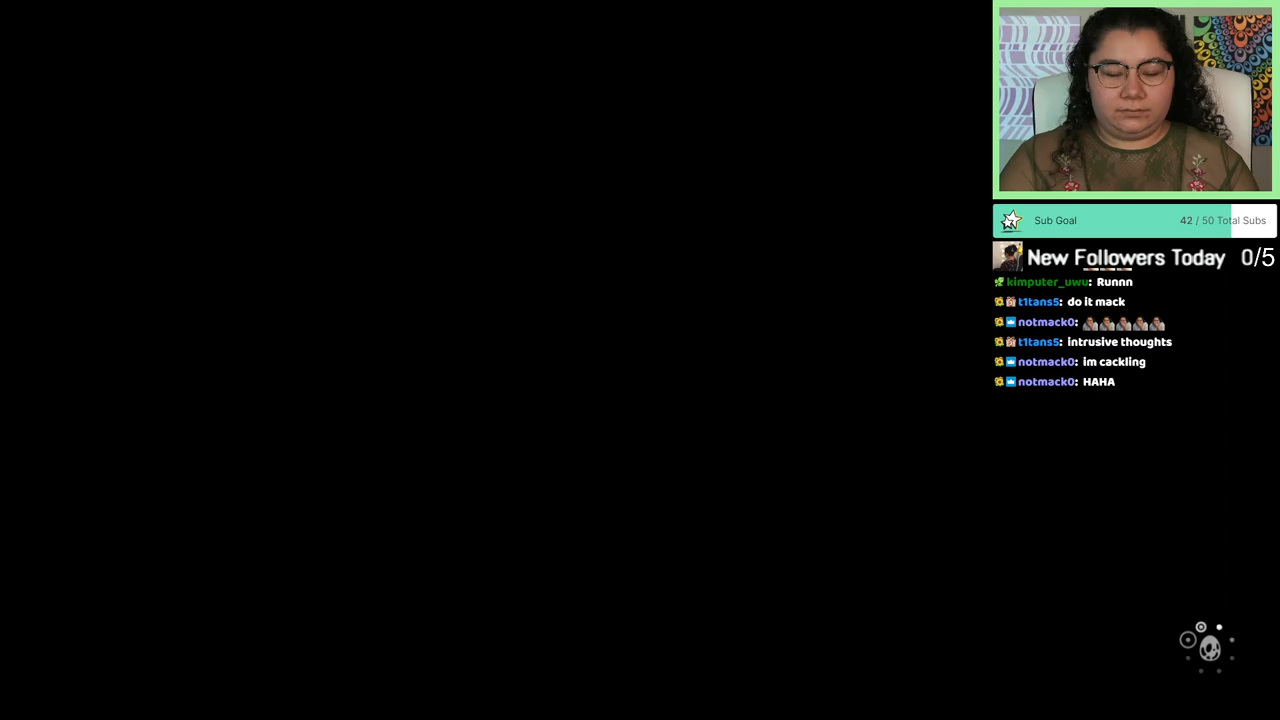 Sub Goal 42 / 50 Total Subs
New Followers Today 0/5
kimputer_uwu: Runnn
t1tans5: do it mack
notmack0:
t1tans5: intrusive thoughts
notmack0: im cackling
notmack0: HAHA